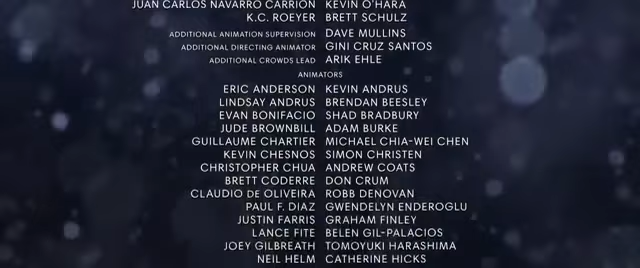 JUAN CARLOS NAVARRO CARRIÓN KEVIN O'HARA
K.C. ROEYER BRETT SCHULZ
ADDITIONAL ANIMATION SUPERVISION DAVE MULLINS
ADDITIONAL DIRECTING ANIMATOR GINI CRUZ SANTOS
ADDITIONAL CROWDS LEAD ARIK EHLE
ANIMATORS
ERIC ANDERSON KEVIN ANDRUS
LINDSAY ANDRUS BRENDAN BEESLEY
EVAN BONIFACIO SHAD BRADBURY
JUDE BROWNBILL ADAM BURKE
GUILLAUME CHARTIER MICHAEL CHIA-WEI CHEN
KEVIN CHESNOS SIMON CHRISTEN
CHRISTOPHER CHUA ANDREW COATS
BRETT CODERRE DON CRUM
CLAUDIO DE OLIVEIRA ROBB DENOVAN
PAUL F. DIAZ GWENDELYN ENDEROGLU
JUSTIN FARRIS GRAHAM FINLEY
LANCE FITE BELEN GIL-PALACIOS
JOEY GILBREATH TOMOYUKI HARASHIMA
NEIL HELM CATHERINE HICKS